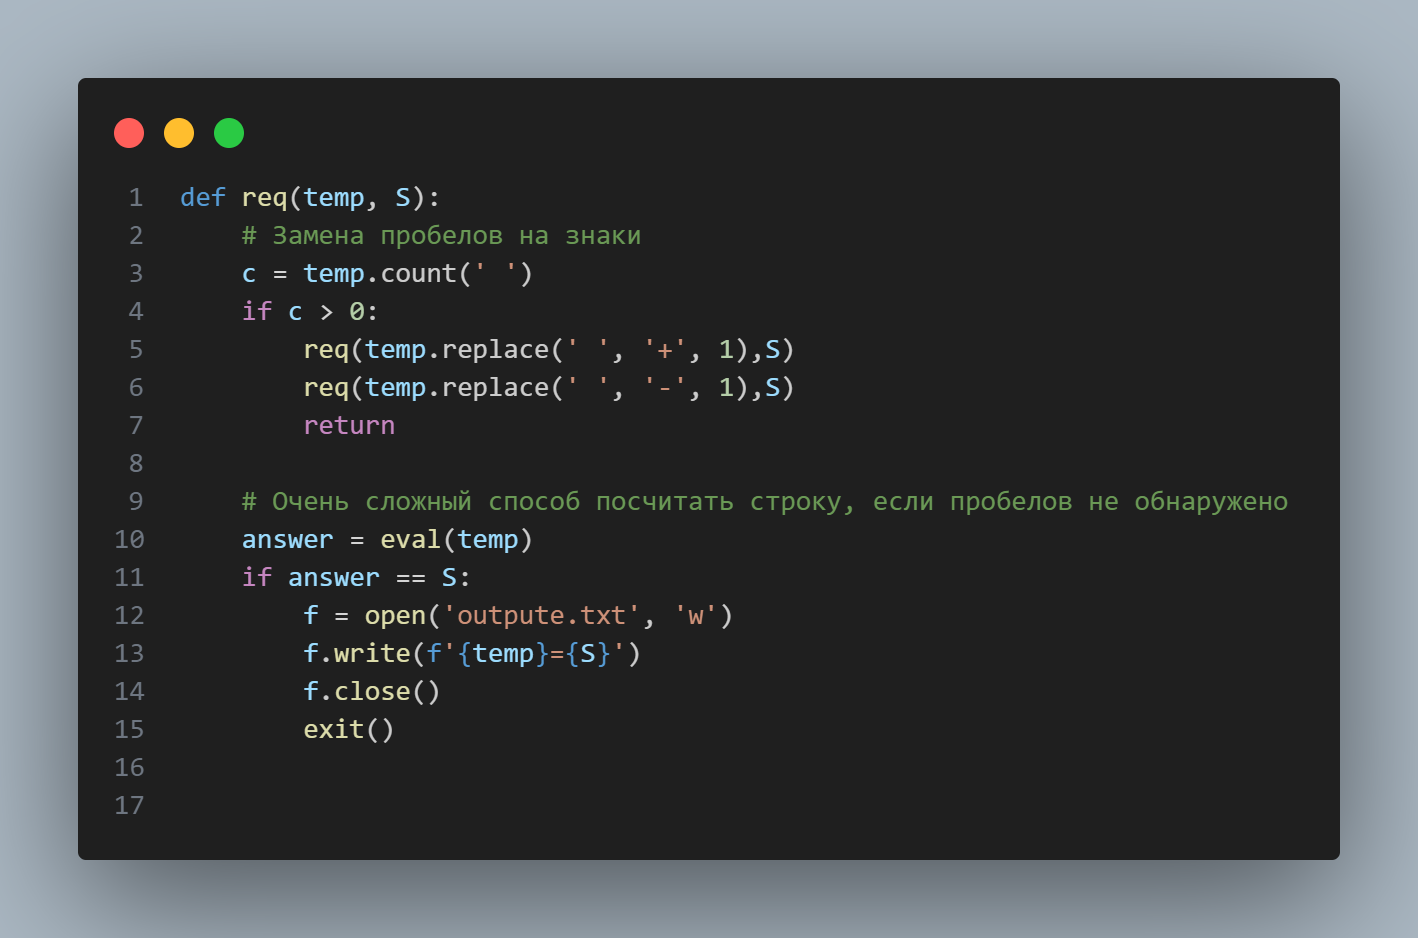 1 def req(temp, S):
2     # Замена пробелов на знаки
3     c = temp.count(' ')
4     if c > 0:
5         req(temp.replace(' ', '+', 1),S)
6         req(temp.replace(' ', '-', 1),S)
7         return
8
9     # Очень сложный способ посчитать строку, если пробелов не обнаружено
10     answer = eval(temp)
11     if answer == S:
12         f = open('outpute.txt', 'w')
13         f.write(f'{temp}={S}')
14         f.close()
15         exit()
16
17